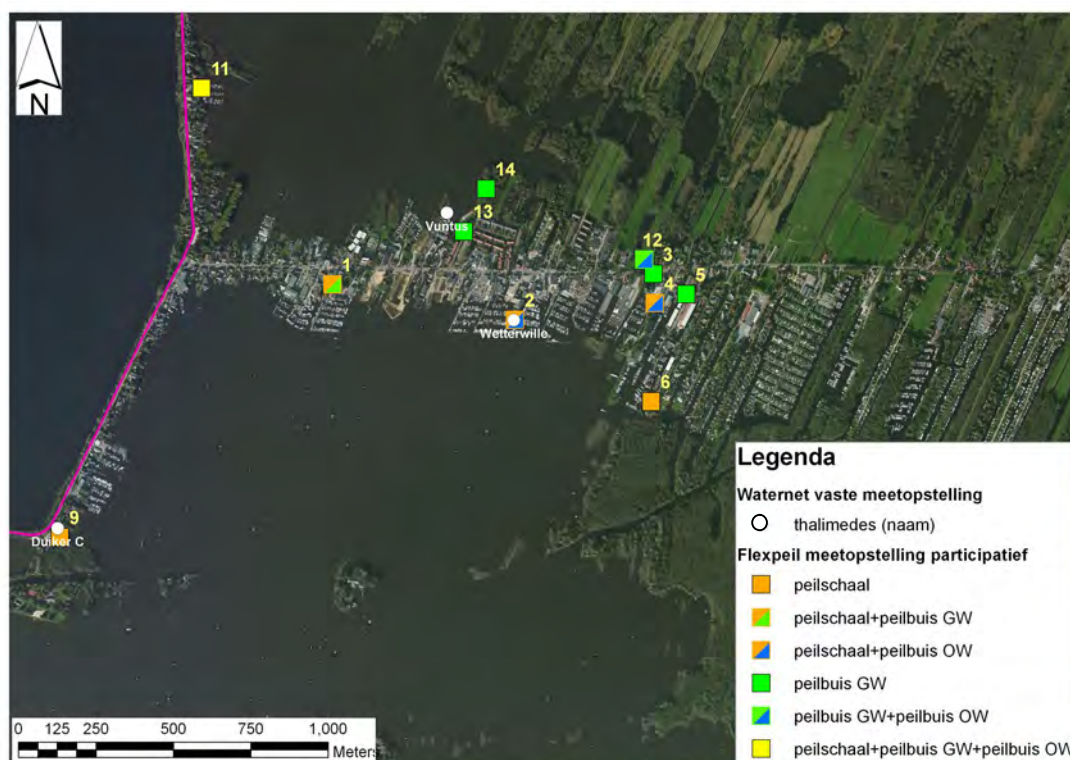 N
11
14
Vuntus
13
12
3
1
5
4
2
Wetterwille
6
9
Duiker C
Legenda
Waternet vaste meetopstelling
thalimedes (naam)
Flexpeil meetopstelling participatief
peilschaal
peilschaal+peilbuis GW
peilschaal+peilbuis OW
peilbuis GW
peilbuis GW+peilbuis OW
peilschaal+peilbuis GW+peilbuis OW
0 125 250 500 750 1,000
Meters